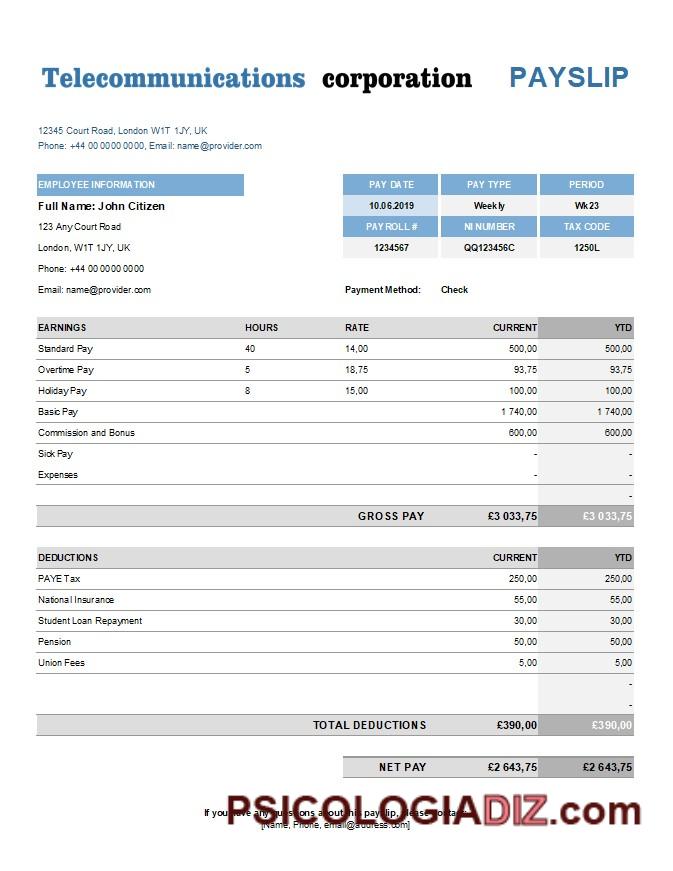 Telecommunications corporation PAYSLIP
12345 Court Road, London W1T 1JY, UK
Phone: +44 00 0000 0000, Email: name@provider.com
EMPLOYEE INFORMATION PAY DATE PAY TYPE PERIOD
Full Name: John Citizen 10.06.2019 Weekly Wk23
123 Any Court Road PAYROLL # NI NUMBER TAX CODE
London, W1T 1JY, UK 1234567 QQ123456C 1250L
Phone: +44 00 0000 0000
Email: name@provider.com Payment Method: Check
EARNINGS HOURS RATE CURRENT YTD
Standard Pay 40 14,00 500,00 500,00
Overtime Pay 5 18,75 93,75 93,75
Holiday Pay 8 15,00 100,00 100,00
Basic Pay 1 740,00 1 740,00
Commission and Bonus 600,00 600,00
Sick Pay - -
Expenses - -
-
GROSS PAY £3 033,75 £3 033,75
DEDUCTIONS CURRENT YTD
PAYE Tax 250,00 250,00
National Insurance 55,00 55,00
Student Loan Repayment 30,00 30,00
Pension 50,00 50,00
Union Fees 5,00 5,00
-
-
TOTAL DEDUCTIONS £390,00 £390,00
NET PAY £2 643,75 £2 643,75
If you have any questions about this payslip, please contact:
[Name, Phone, email@address.com]
PSICOLOGIADIZ.com